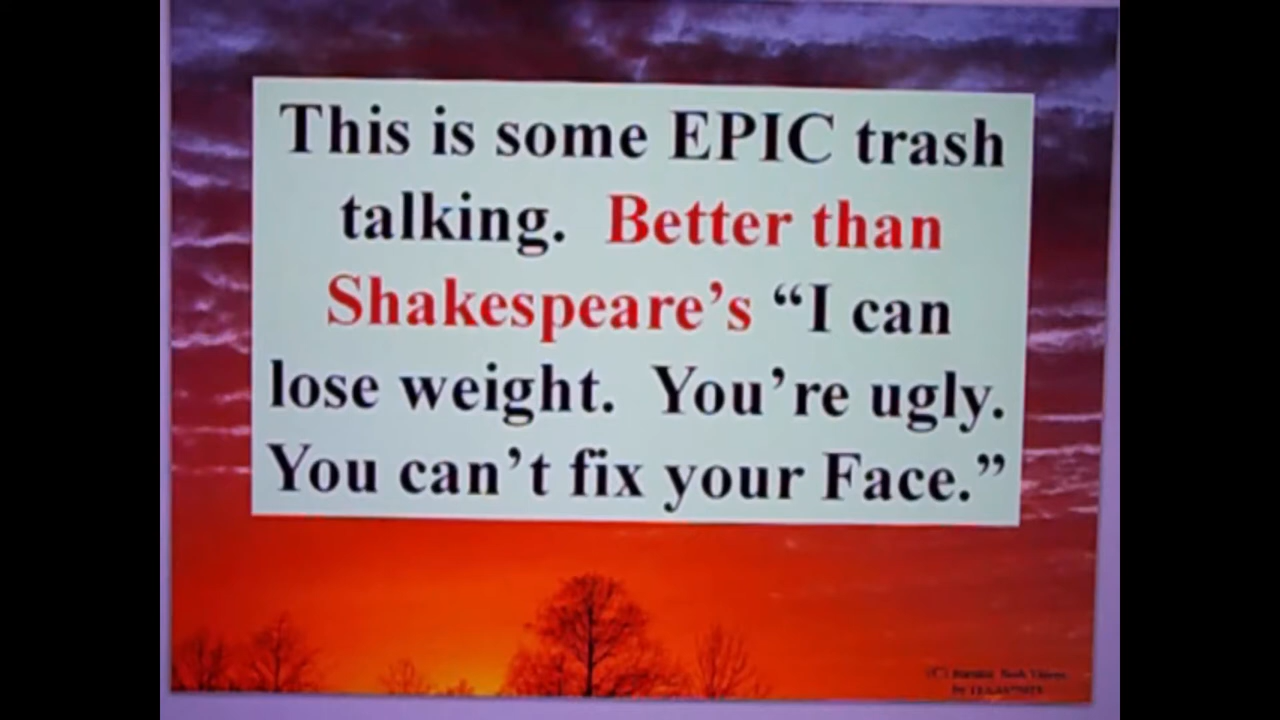 This is some EPIC trash
talking. Better than
Shakespeare's “I can
lose weight. You're ugly.
You can't fix your Face.”